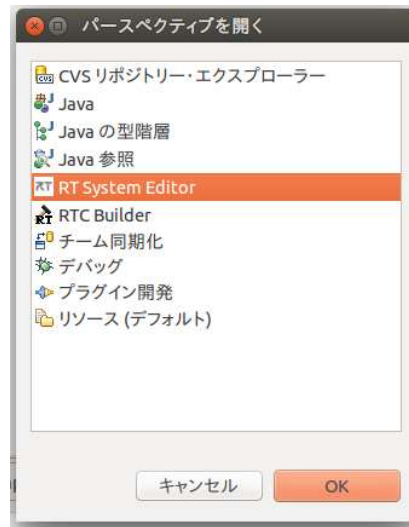 パースペクティブを開く
CVS リポジトリー・エクスプローラー
Java
Java の型階層
Java 参照
RT System Editor
RTC Builder
チーム同期化
デバッグ
プラグイン開発
リソース (デフォルト)
キャンセル
OK